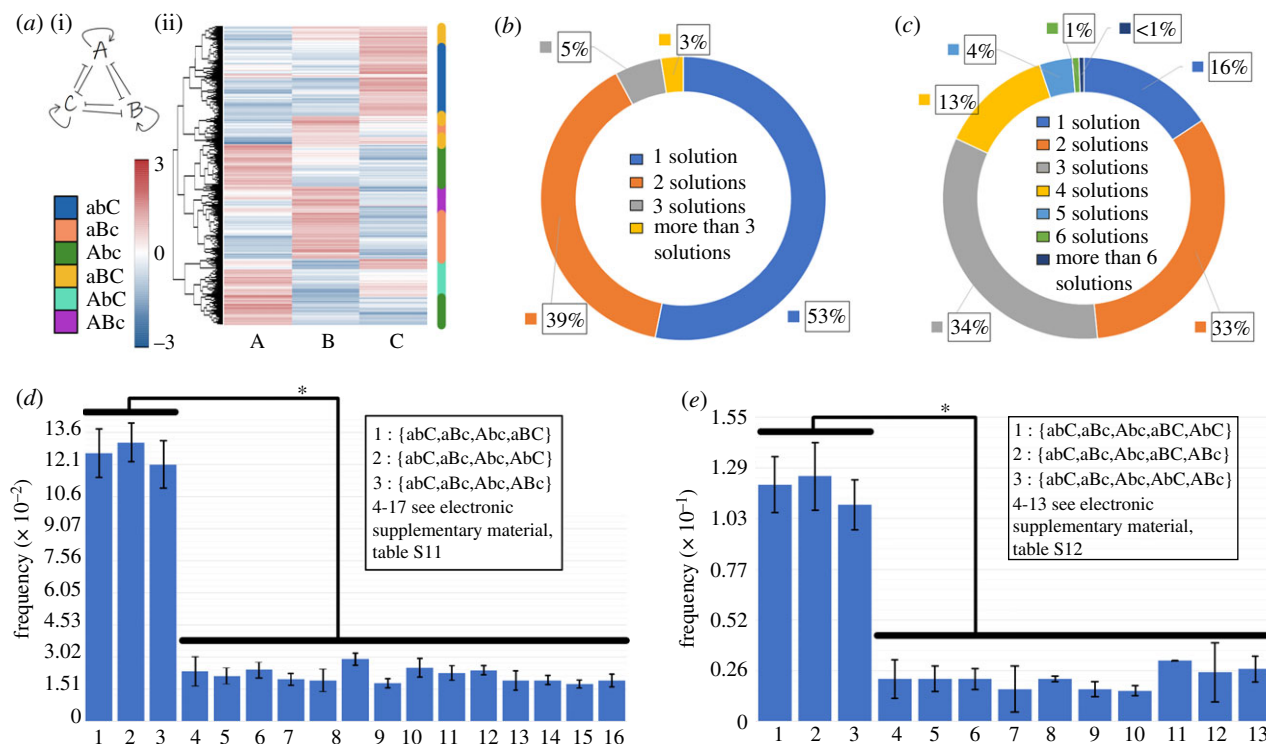 (a) (i)
A
C
B
(ii)
3
0
−3
abC
aBc
Abc
aBC
AbC
ABc
A B C
(b)
5%
3%
1 solution
2 solutions
3 solutions
more than 3
solutions
39%
53%
(c)
4%
1%
<1%
16%
13%
1 solution
2 solutions
3 solutions
4 solutions
5 solutions
6 solutions
more than 6
solutions
34%
33%
(d)
*
frequency (× 10−2)
13.6
12.1
10.6
9.07
7.56
6.05
4.53
3.02
1.51
0
1 : {abC,aBc,Abc,aBC}
2 : {abC,aBc,Abc,AbC}
3 : {abC,aBc,Abc,ABc}
4-17 see electronic
supplementary material,
table S11
1 2 3 4 5 6 7 8 9 10 11 12 13 14 15 16
(e)
*
frequency (× 10−1)
1.55
1.29
1.03
0.77
0.52
0.26
0
1 : {abC,aBc,Abc,aBC,AbC}
2 : {abC,aBc,Abc,aBC,ABc}
3 : {abC,aBc,Abc,AbC,ABc}
4-13 see electronic
supplementary material,
table S12
1 2 3 4 5 6 7 8 9 10 11 12 13